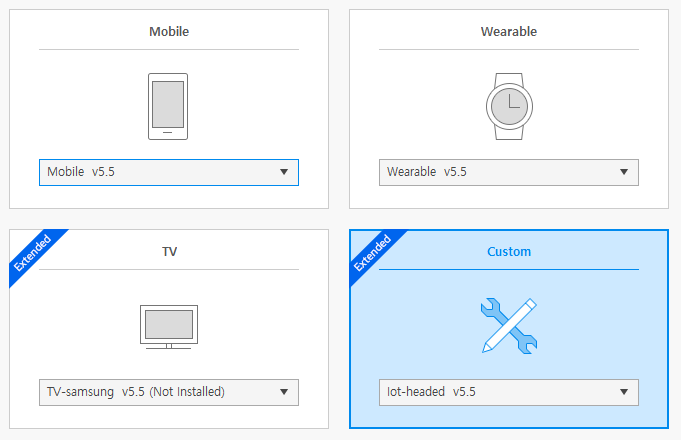 Mobile
Wearable
Mobile v5.5
Wearable v5.5
Extended
TV
Extended
Custom
TV-samsung v5.5 (Not Installed)
Iot-headed v5.5